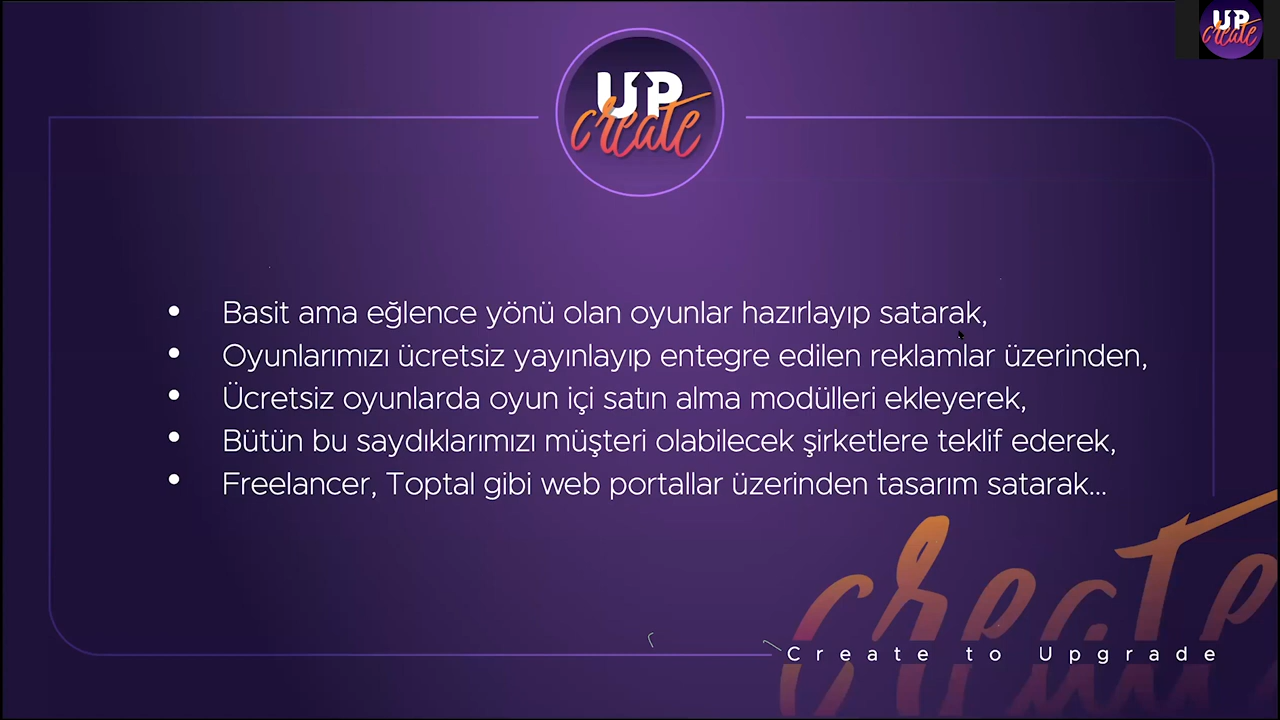 UP
create
UP
create
• Basit ama eğlence yönü olan oyunlar hazırlayıp satarak,
• Oyunlarımızı ücretsiz yayınlayıp entegre edilen reklamlar üzerinden,
• Ücretsiz oyunlarda oyun içi satın alma modülleri ekleyerek,
• Bütün bu saydıklarımızı müşteri olabilecek şirketlere teklif ederek,
• Freelancer, Toptal gibi web portallar üzerinden tasarım satarak...
create
Create to Upgrade